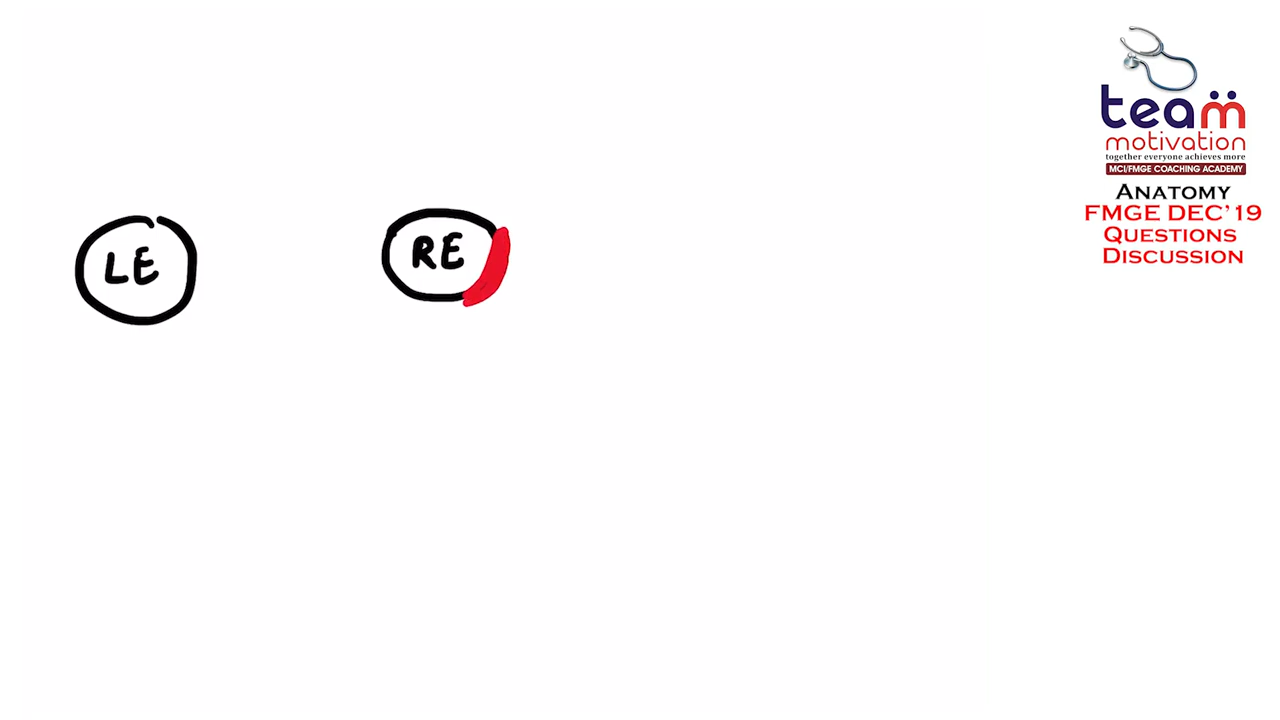 LE
RE
team
motivation
together everyone achieves more
MCI/FMGE COACHING ACADEMY
ANATOMY
FMGE DEC'19
QUESTIONS
DISCUSSION